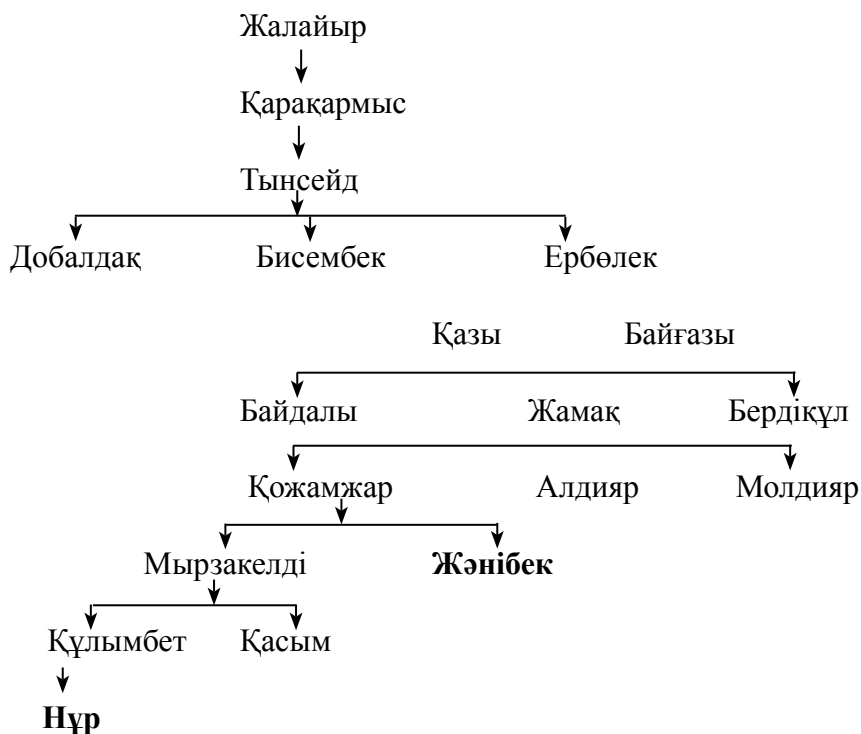 Жалайыр
Қарақармыс
Тынсейд
Добалдақ Бисембек Ербөлек
Қазы Байғазы
Байдалы Жамақ Бердіқұл
Қожамжар Алдияр Молдияр
Мырзакелді Жәнібек
Құлымбет Қасым
Нұр